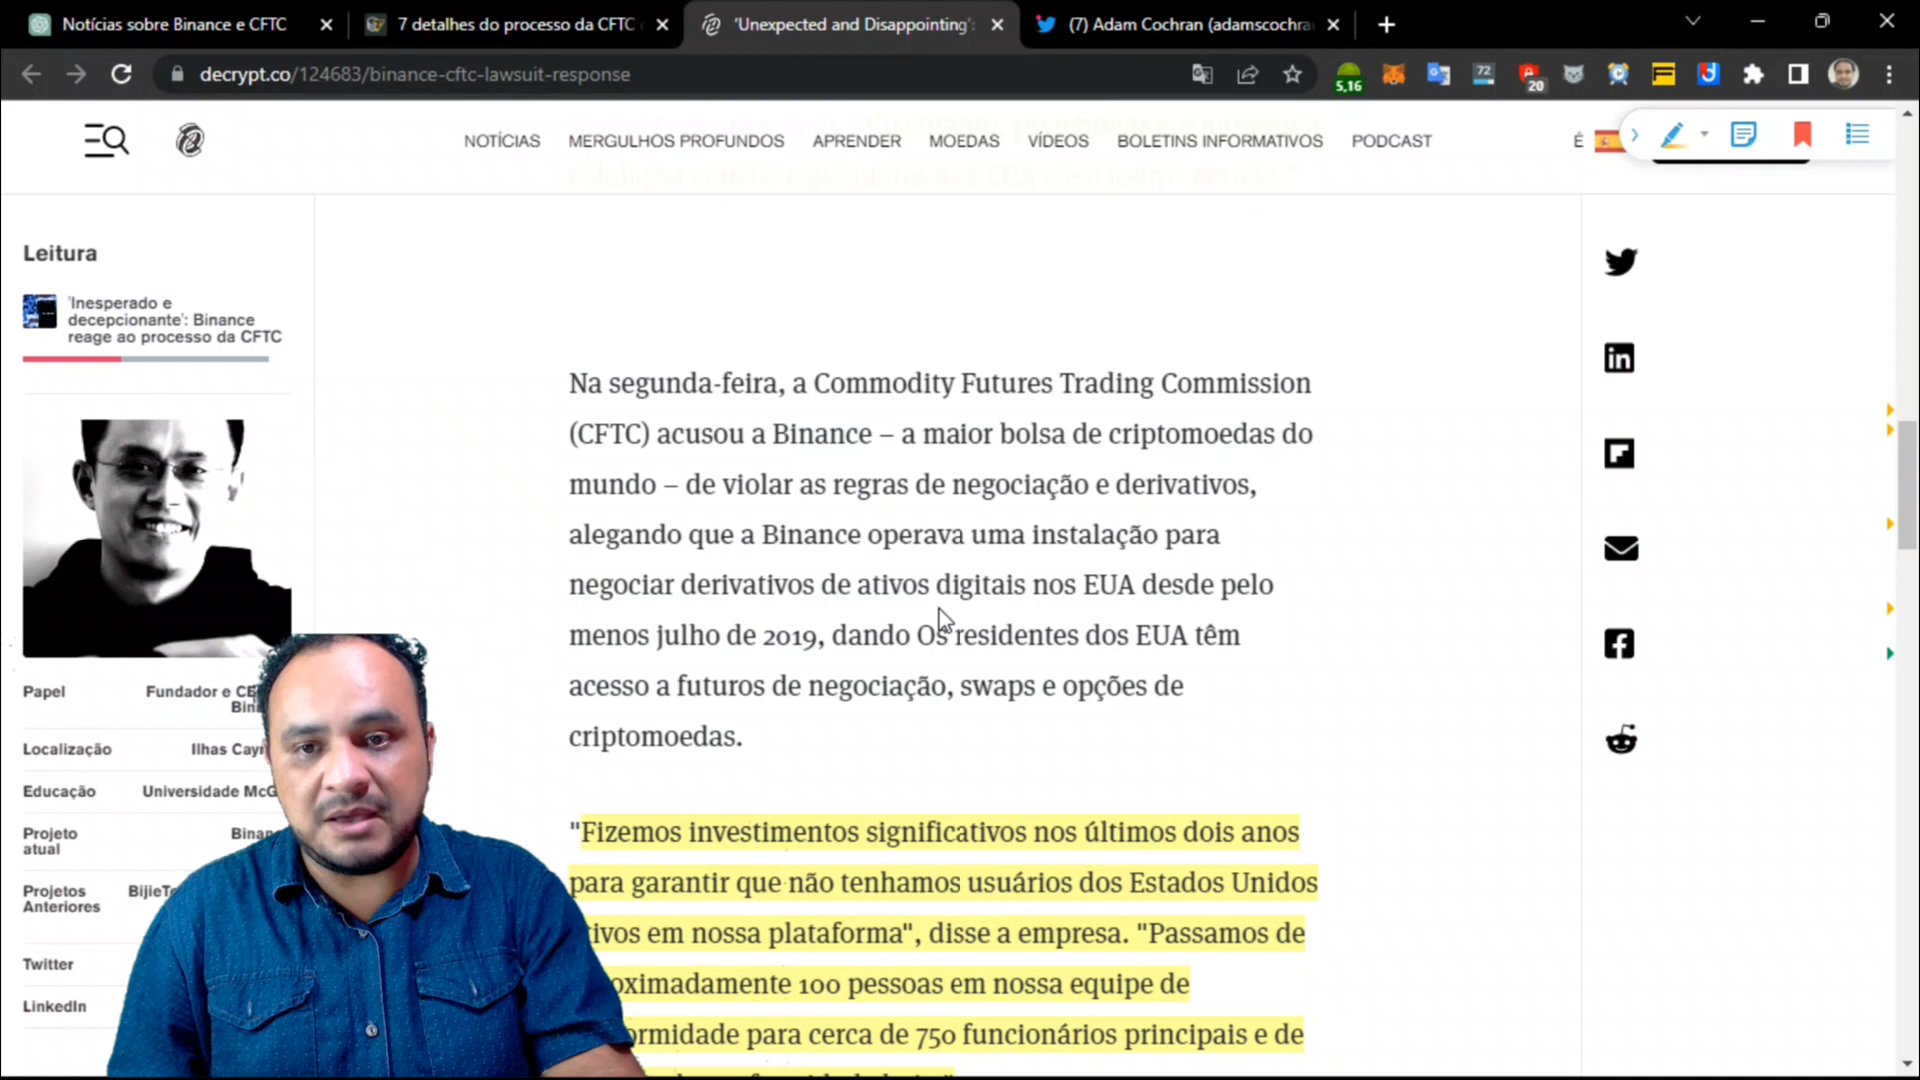 Notícias sobre Binance e CFTC
7 detalhes do processo da CFTC
'Unexpected and Disappointing':
(7) Adam Cochran (adamscochra
decrypt.co/124683/binance-cftc-lawsuit-response
5,16
72
20
NOTÍCIAS
MERGULHOS PROFUNDOS
APRENDER
MOEDAS
VÍDEOS
BOLETINS INFORMATIVOS
PODCAST
É
Leitura
'Inesperado e
decepcionante': Binance
reage ao processo da CFTC
Papel
Fundador e CE
Bina
Localização
Ilhas Cay
Educação
Universidade McG
Projeto
atual
Binan
Projetos
Anteriores
BijieTe
Twitter
LinkedIn
Na segunda-feira, a Commodity Futures Trading Commission
(CFTC) acusou a Binance – a maior bolsa de criptomoedas do
mundo – de violar as regras de negociação e derivativos,
alegando que a Binance operava uma instalação para
negociar derivativos de ativos digitais nos EUA desde pelo
menos julho de 2019, dando Os residentes dos EUA têm
acesso a futuros de negociação, swaps e opções de
criptomoedas.
"Fizemos investimentos significativos nos últimos dois anos
para garantir que não tenhamos usuários dos Estados Unidos
tivos em nossa plataforma", disse a empresa. "Passamos de
oximadamente 100 pessoas em nossa equipe de
ormidade para cerca de 750 funcionários principais e de